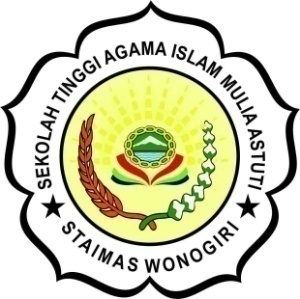 SEKOLAH TINGGI AGAMA ISLAM MULIA ASTUTI
STAIMAS WONOGIRI